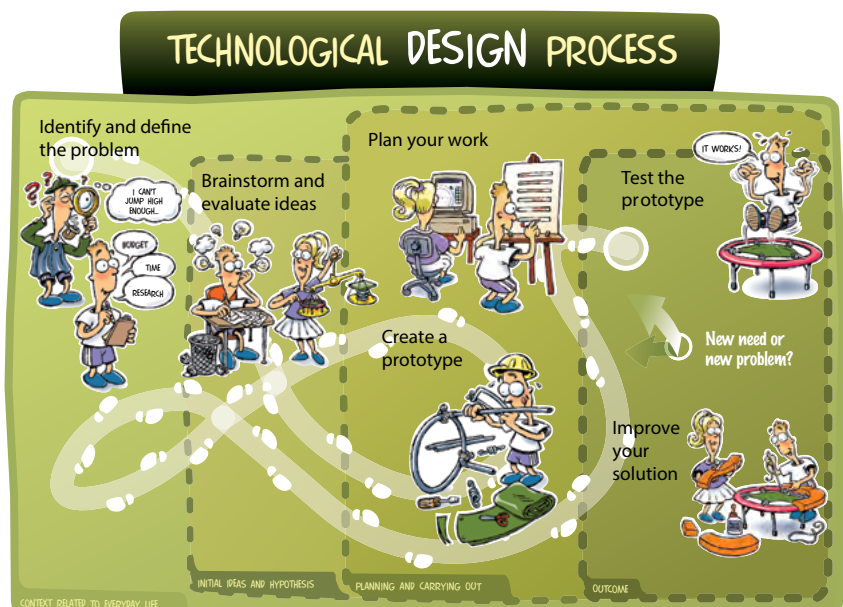 TECHNOLOGICAL DESIGN PROCESS
Identify and define
the problem
I CAN'T
JUMP HIGH
ENOUGH...
BUDGET
TIME
RESEARCH
Brainstorm and
evaluate ideas
Plan your work
Create a
prototype
Test the
prototype
IT WORKS!
New need or
new problem?
Improve
your
solution
CONTEXT RELATED TO EVERYDAY LIFE
INITIAL IDEAS AND HYPOTHESIS
PLANNING AND CARRYING OUT
OUTCOME